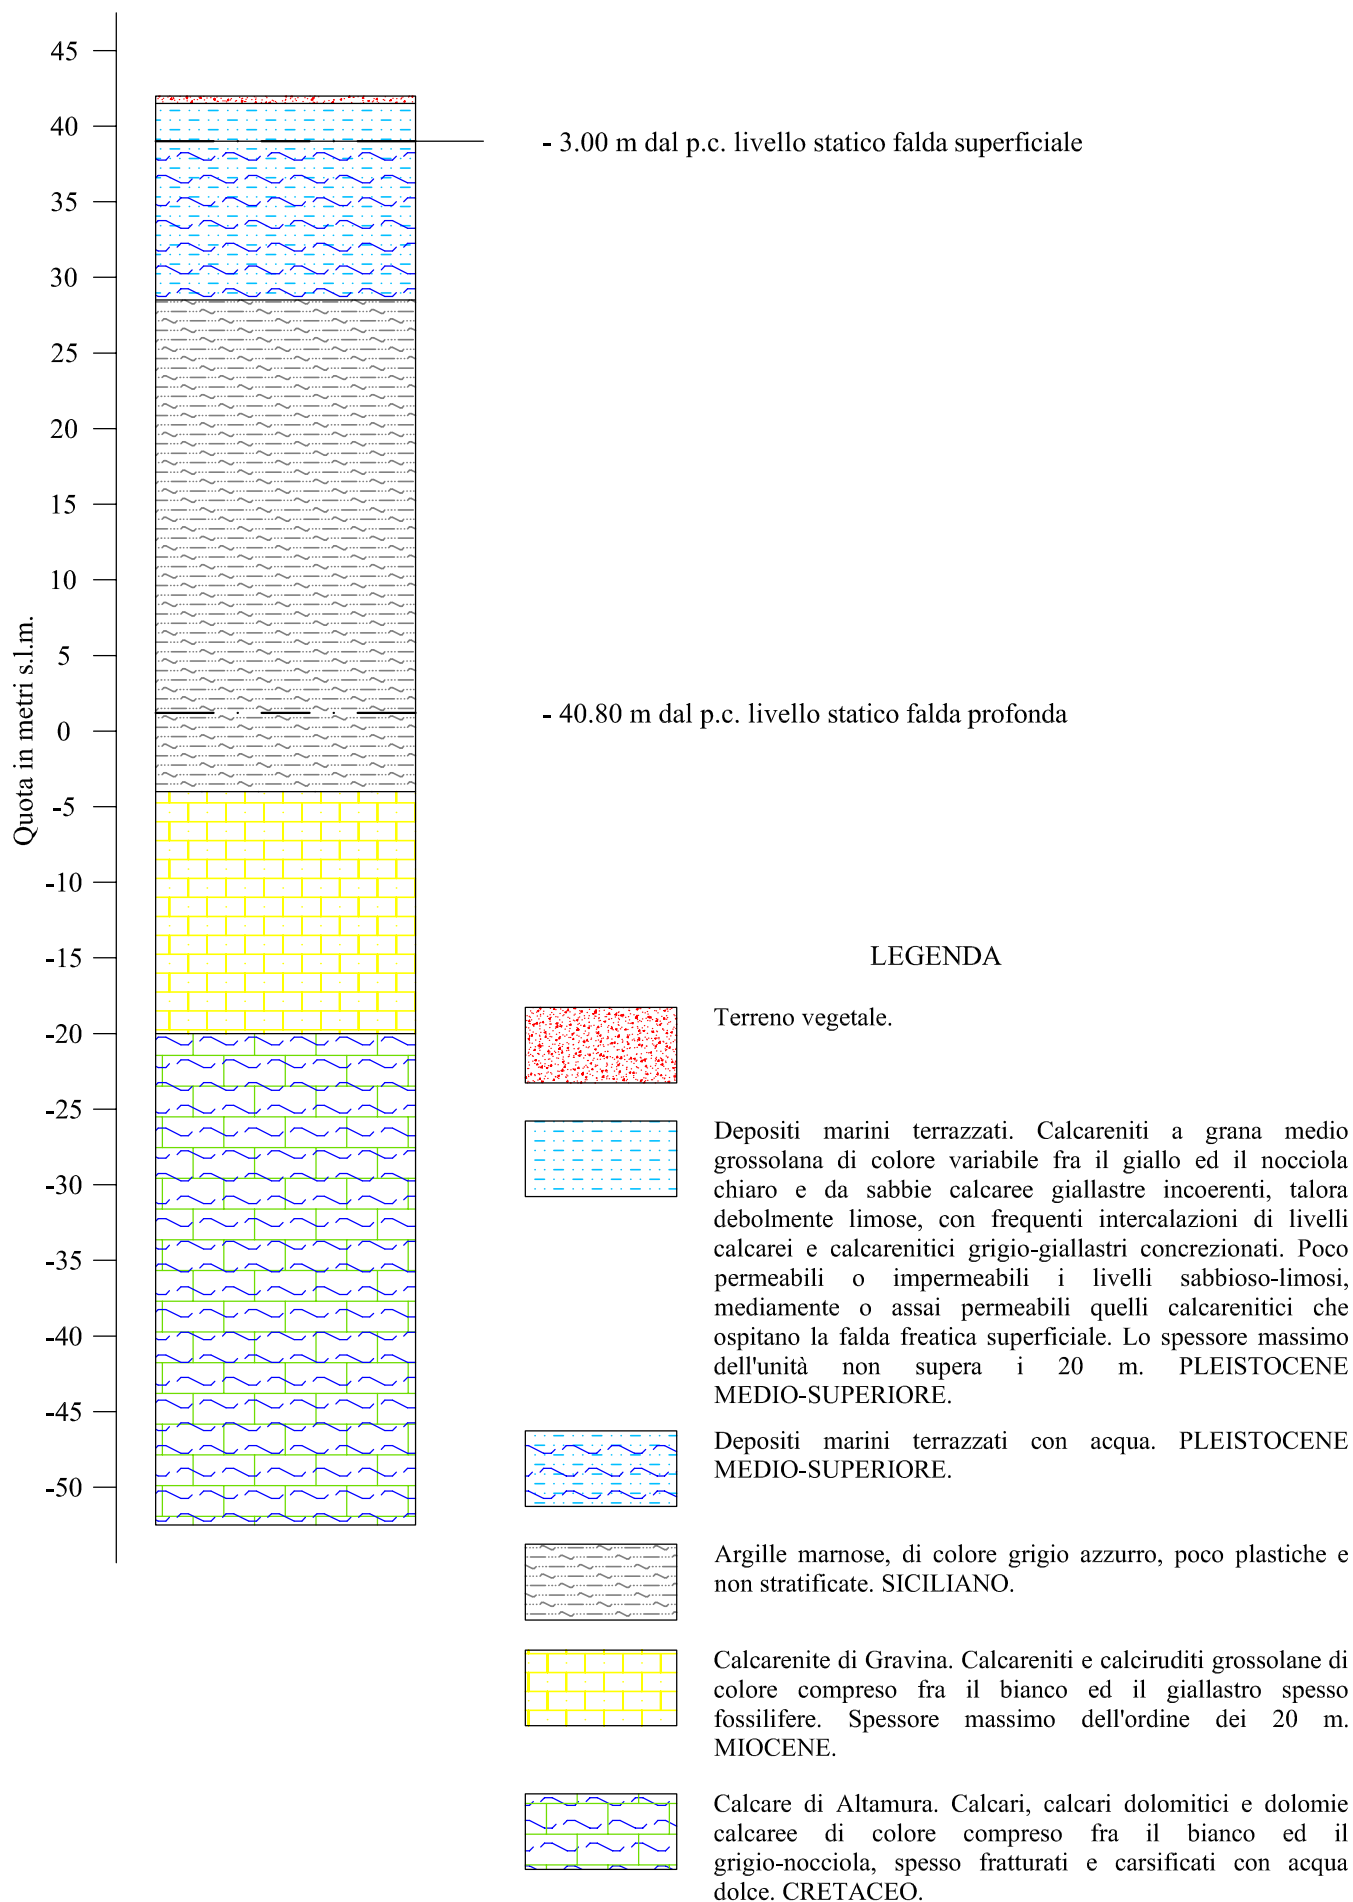 45
40
- 3.00 m dal p.c. livello statico falda superficiale
35
30
25
20
15
10
5
Quota in metri s.l.m.
- 40.80 m dal p.c. livello statico falda profonda
0
-5
-10
-15
-20
-25
-30
-35
-40
-45
-50
LEGENDA
Terreno vegetale.
Depositi marini terrazzati. Calcareniti a grana medio
grossolana di colore variabile fra il giallo ed il nocciola
chiaro e da sabbie calcaree giallastre incoerenti, talora
debolmente limose, con frequenti intercalazioni di livelli
calcarei e calcarenitici grigio-giallastri concrezionati. Poco
permeabili o impermeabili i livelli sabbioso-limosi,
mediamente o assai permeabili quelli calcarenitici che
ospitano la falda freatica superficiale. Lo spessore massimo
dell'unità non supera i 20 m. PLEISTOCENE
MEDIO-SUPERIORE.
Depositi marini terrazzati con acqua. PLEISTOCENE
MEDIO-SUPERIORE.
Argille marnose, di colore grigio azzurro, poco plastiche e
non stratificate. SICILIANO.
Calcarenite di Gravina. Calcareniti e calciruditi grossolane di
colore compreso fra il bianco ed il giallastro spesso
fossilifere. Spessore massimo dell'ordine dei 20 m.
MIOCENE.
Calcare di Altamura. Calcari, calcari dolomitici e dolomie
calcaree di colore compreso fra il bianco ed il
grigio-nocciola, spesso fratturati e carsificati con acqua
dolce. CRETACEO.